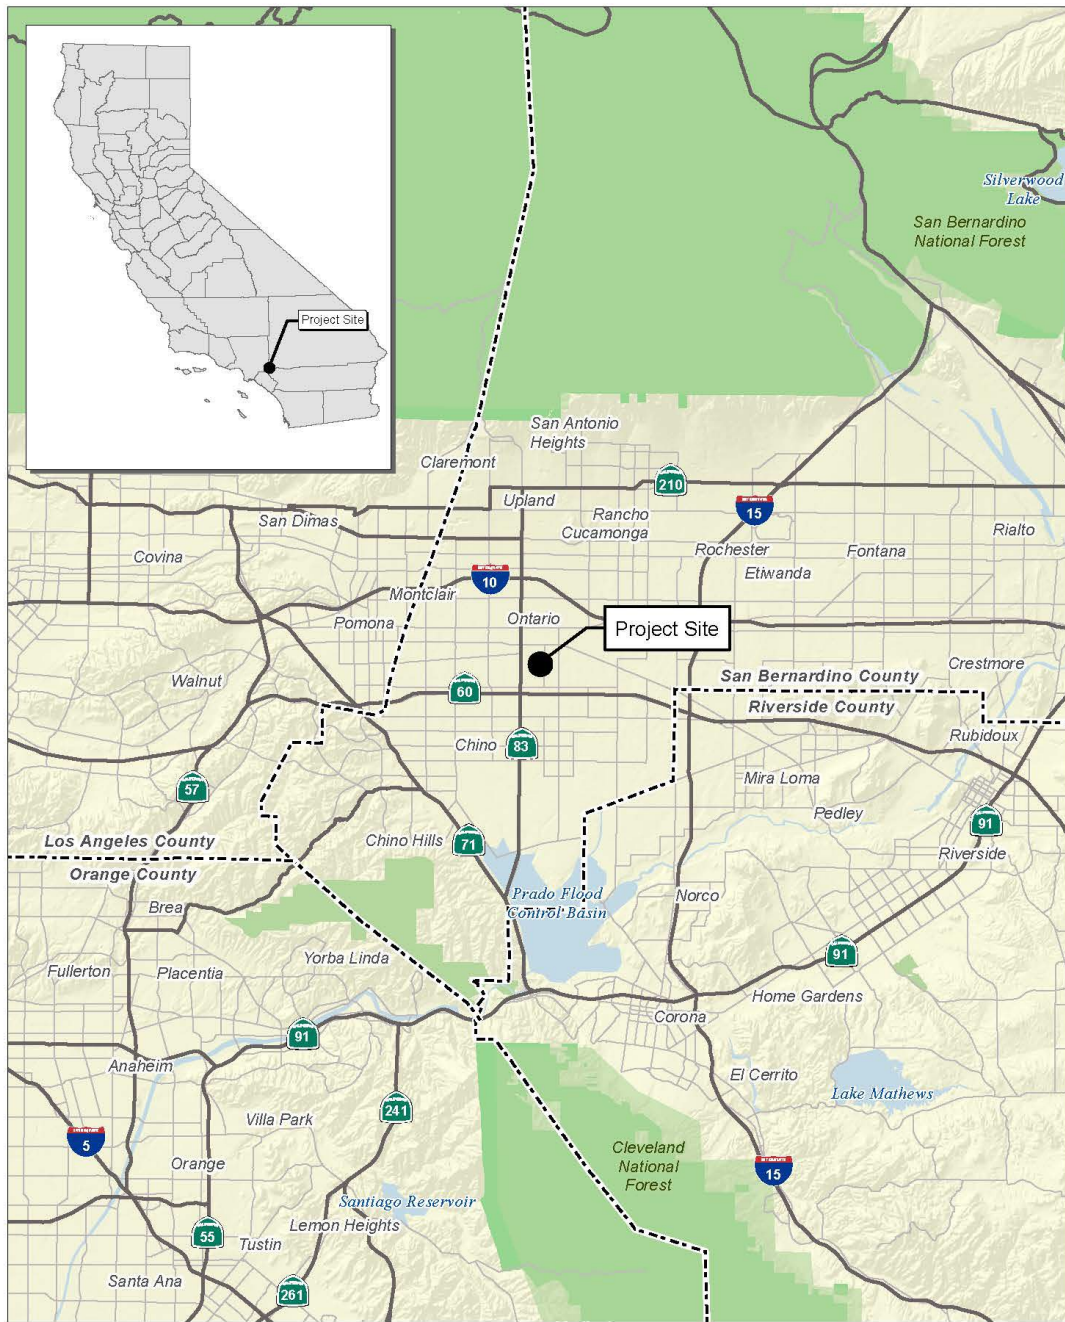 Silverwood
Lake
San Bernardino
National Forest
Project Site
San Antonio
Heights
Claremont
210
Upland
15
Rancho
Cucamonga
San Dimas
Rialto
Covina
Rochester
Fontana
Etiwanda
10
Montclair
Pomona
Ontario
Project Site
Crestmore
Walnut
60
San Bernardino County
Riverside County
Rubidoux
Chino
83
Mira Loma
57
Pedley
91
Chino Hills
71
Los Angeles County
Orange County
Riverside
Prado Flood
Control Basin
Norco
Brea
Yorba Linda
91
Fullerton
Placentia
Home Gardens
Corona
91
Anaheim
El Cerrito
Lake Mathews
241
Villa Park
5
Cleveland
National
Forest
Orange
15
Santiago Reservoir
Lemon Heights
55
Tustin
Santa Ana
261